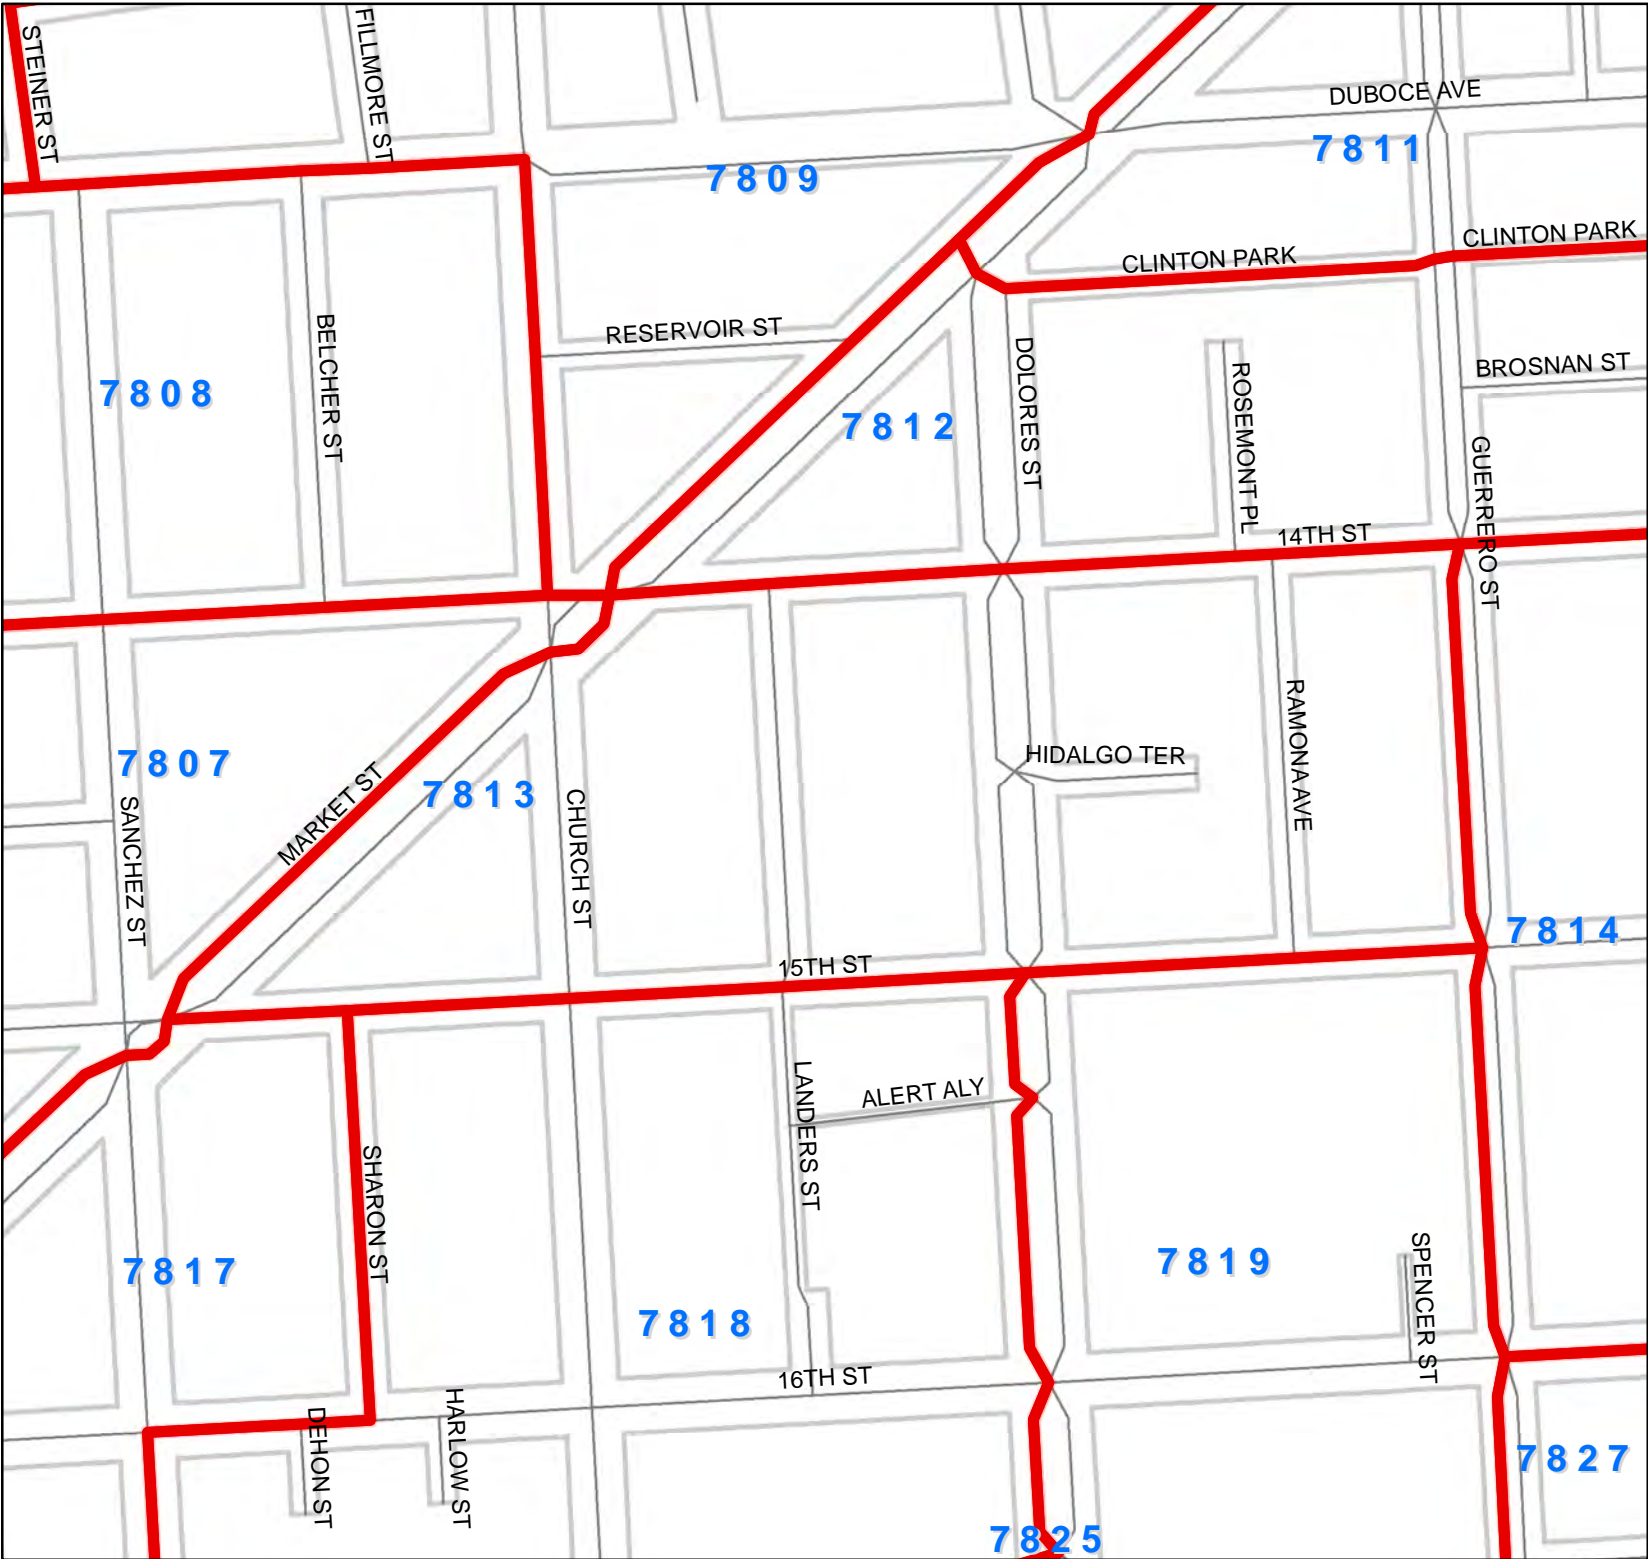 STEINER ST
FILLMORE ST
DUBOCE AVE
7811
7809
CLINTON PARK
CLINTON PARK
RESERVOIR ST
BELCHER ST
DOLORES ST
ROSEMONT PL
BROSNAN ST
7808
7812
GUERRERO ST
14TH ST
RAMONA AVE
HIDALGO TER
7807
MARKET ST
7813
SANCHEZ ST
CHURCH ST
7814
15TH ST
LANDERS ST
ALERT ALY
SHARON ST
7817
7819
SPENCER ST
7818
16TH ST
DEHON ST
HARLOW ST
7827
7825